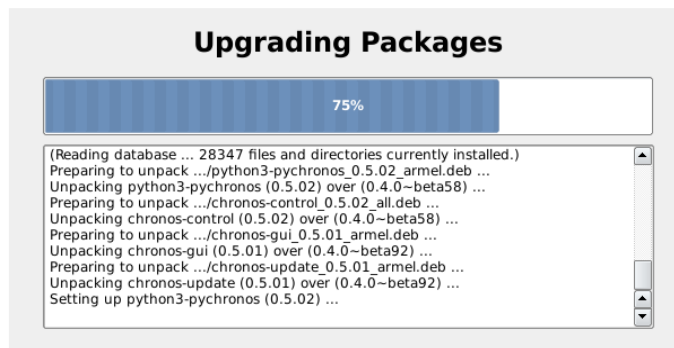 Upgrading Packages
75%
(Reading database ... 28347 files and directories currently installed.)
Preparing to unpack .../python3-pychronos_0.5.02_armel.deb ...
Unpacking python3-pychronos (0.5.02) over (0.4.0~beta58) ...
Preparing to unpack .../chronos-control_0.5.02_all.deb ...
Unpacking chronos-control (0.5.02) over (0.4.0~beta58) ...
Preparing to unpack .../chronos-gui_0.5.01_armel.deb ...
Unpacking chronos-gui (0.5.01) over (0.4.0~beta92) ...
Preparing to unpack .../chronos-update_0.5.01_armel.deb ...
Unpacking chronos-update (0.5.01) over (0.4.0~beta92) ...
Setting up python3-pychronos (0.5.02) ...